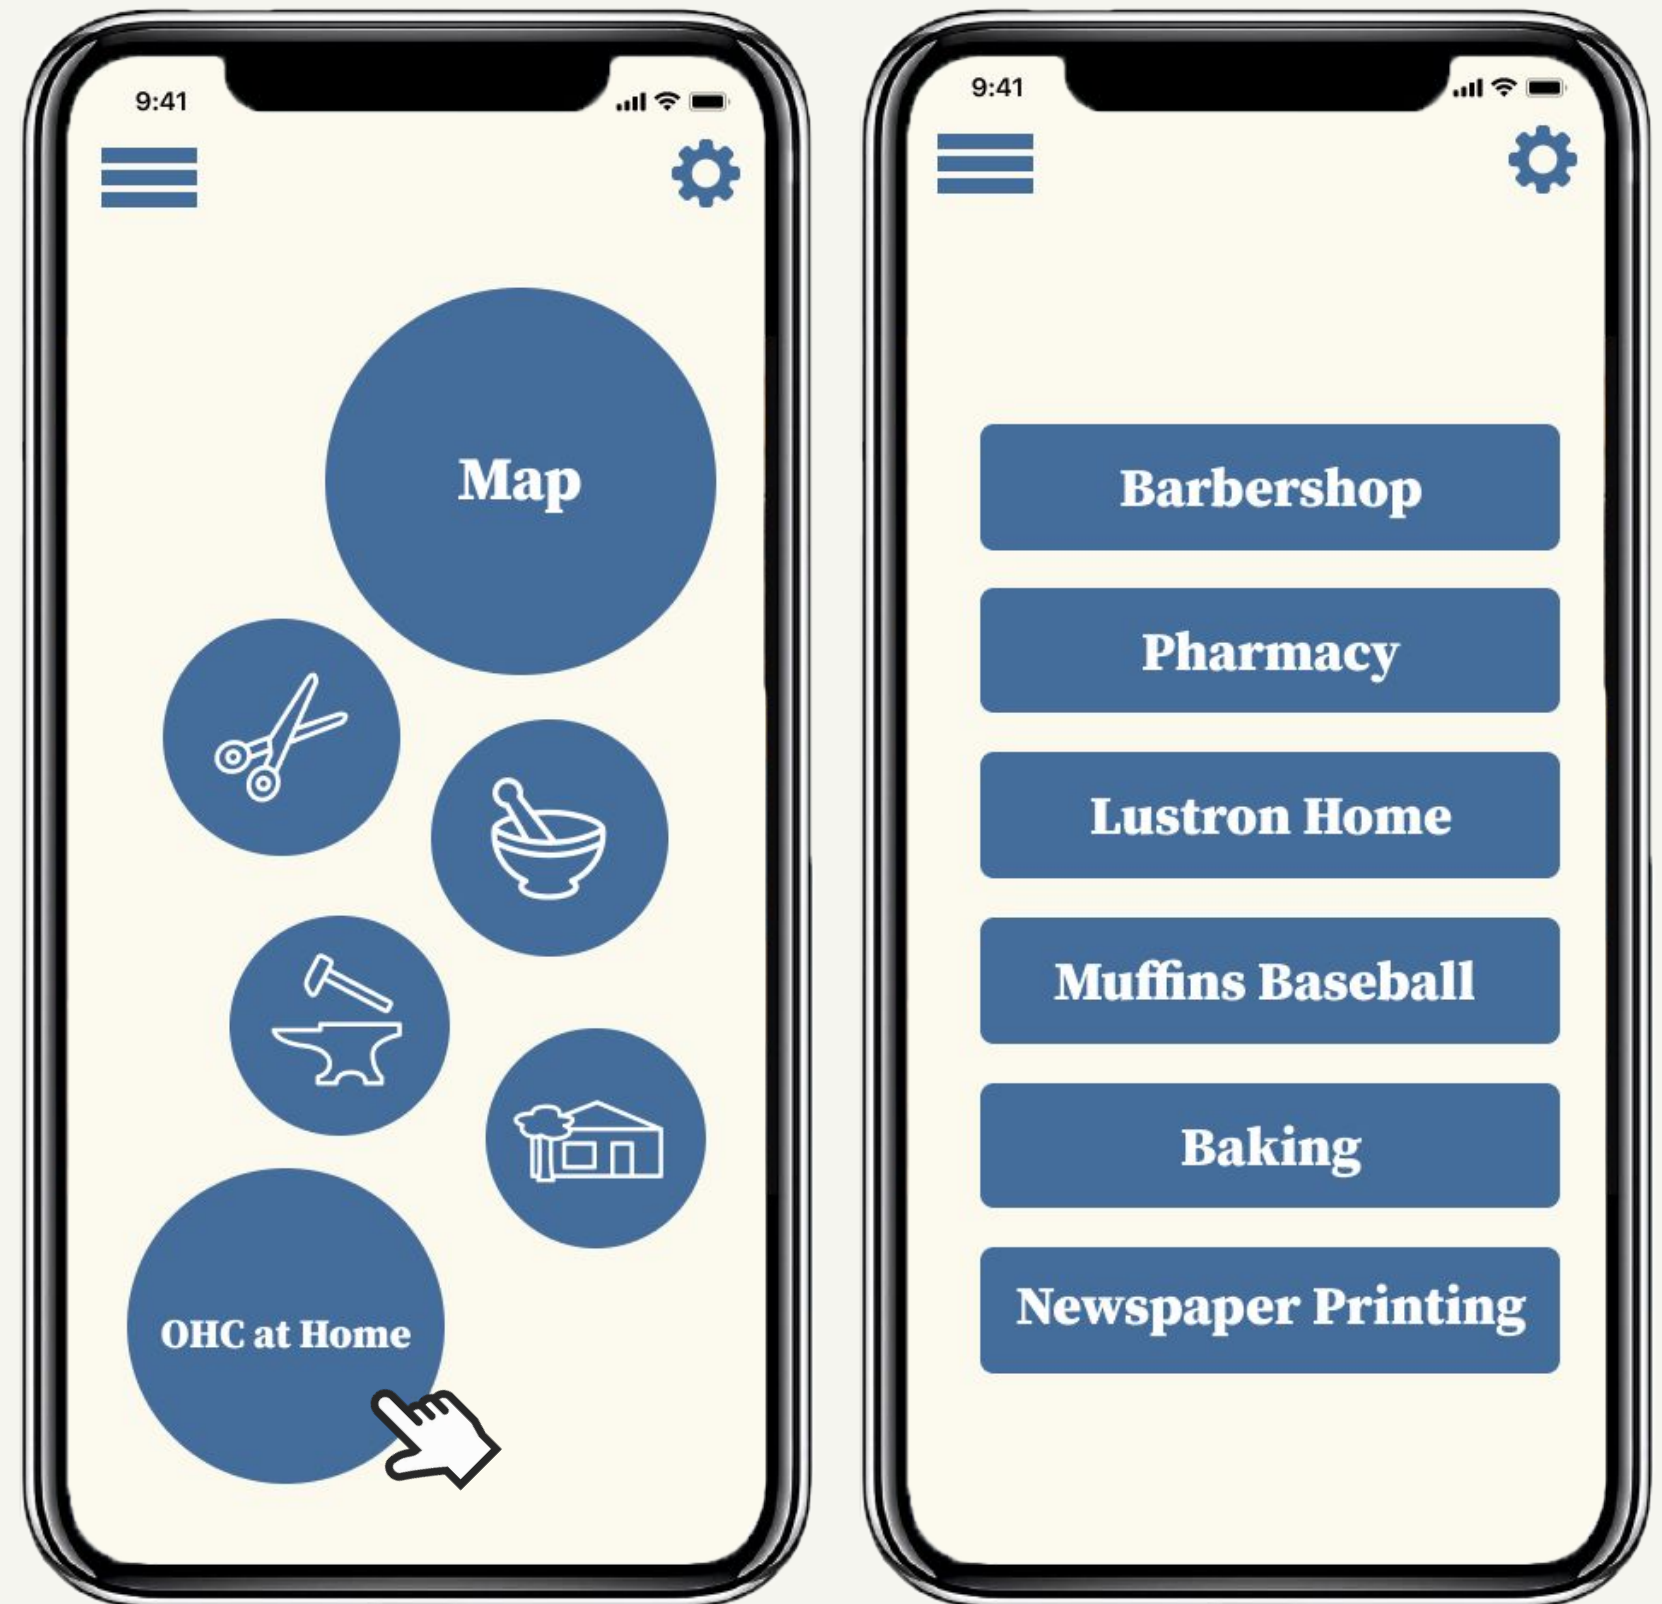 9:41
Map
OHC at Home
9:41
Barbershop
Pharmacy
Lustron Home
Muffins Baseball
Baking
Newspaper Printing